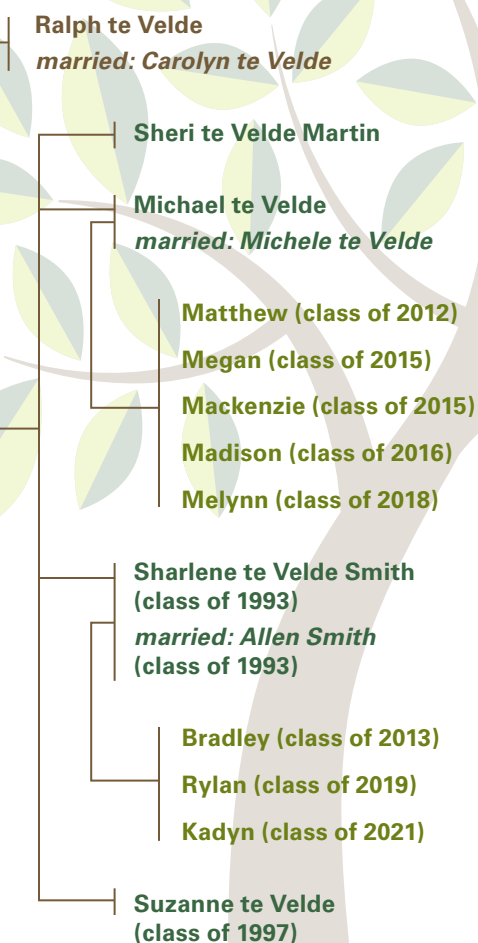 Ralph te Velde
married: Carolyn te Velde
Sheri te Velde Martin
Michael te Velde
married: Michele te Velde
Matthew (class of 2012)
Megan (class of 2015)
Mackenzie (class of 2015)
Madison (class of 2016)
Melynn (class of 2018)
Sharlene te Velde Smith
(class of 1993)
married: Allen Smith
(class of 1993)
Bradley (class of 2013)
Rylan (class of 2019)
Kadyn (class of 2021)
Suzanne te Velde
(class of 1997)